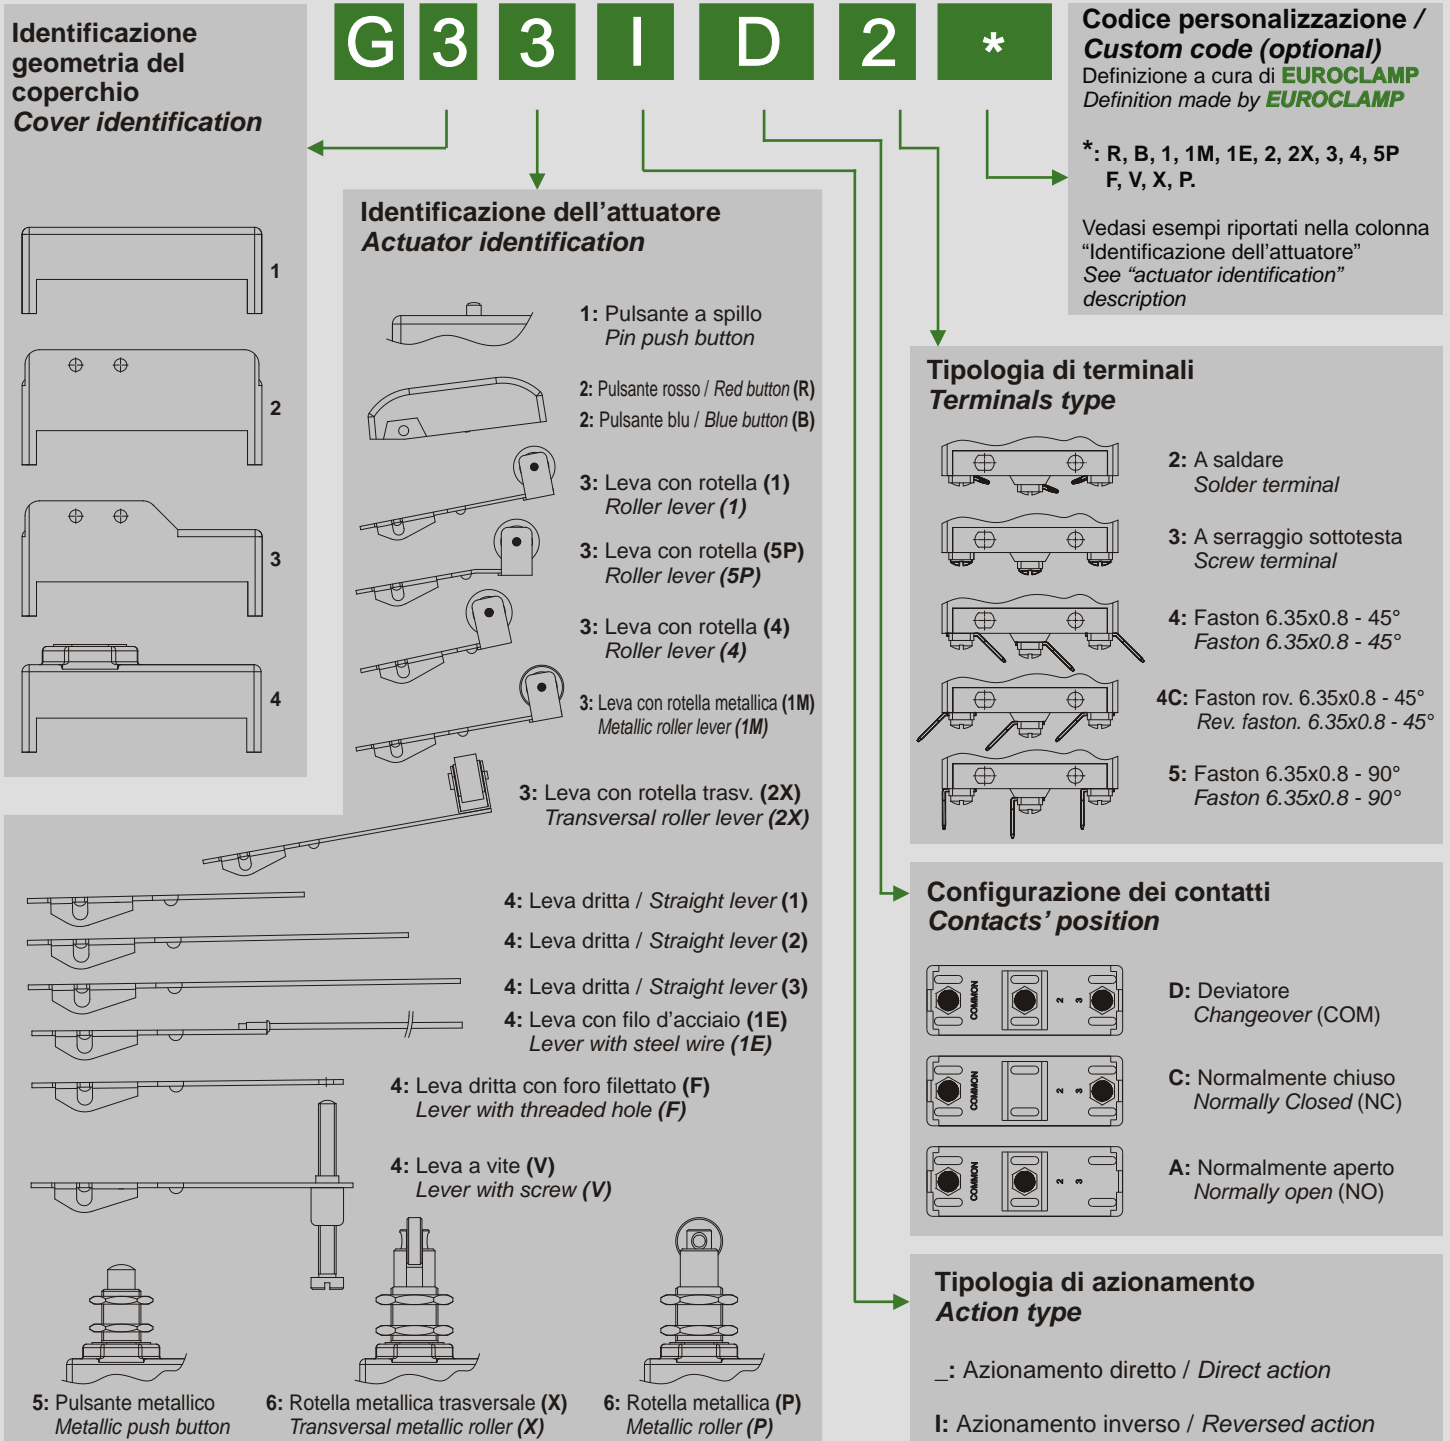 Identificazione
geometria del
coperchio
Cover identification
1
2
3
4
G 3 3 I D 2 *
Codice personalizzazione /
Custom code (optional)
Definizione a cura di EUROCLAMP
Definition made by EUROCLAMP
*: R, B, 1, 1M, 1E, 2, 2X, 3, 4, 5P
F, V, X, P.
Vedasi esempi riportati nella colonna
“Identificazione dell’attuatore”
See “actuator identification”
description
Identificazione dell’attuatore
Actuator identification
1: Pulsante a spillo
Pin push button
2: Pulsante rosso / Red button (R)
2: Pulsante blu / Blue button (B)
3: Leva con rotella (1)
Roller lever (1)
3: Leva con rotella (5P)
Roller lever (5P)
3: Leva con rotella (4)
Roller lever (4)
3: Leva con rotella metallica (1M)
Metallic roller lever (1M)
3: Leva con rotella trasv. (2X)
Transversal roller lever (2X)
4: Leva dritta / Straight lever (1)
4: Leva dritta / Straight lever (2)
4: Leva dritta / Straight lever (3)
4: Leva con filo d’acciaio (1E)
Lever with steel wire (1E)
4: Leva dritta con foro filettato (F)
Lever with threaded hole (F)
4: Leva a vite (V)
Lever with screw (V)
5: Pulsante metallico
Metallic push button
6: Rotella metallica trasversale (X)
Transversal metallic roller (X)
6: Rotella metallica (P)
Metallic roller (P)
Tipologia di terminali
Terminals type
2: A saldare
Solder terminal
3: A serraggio sottotesta
Screw terminal
4: Faston 6.35x0.8 - 45°
Faston 6.35x0.8 - 45°
4C: Faston rov. 6.35x0.8 - 45°
Rev. faston. 6.35x0.8 - 45°
5: Faston 6.35x0.8 - 90°
Faston 6.35x0.8 - 90°
Configurazione dei contatti
Contacts’ position
COMMON 2 3
D: Deviatore
Changeover (COM)
COMMON 2 3
C: Normalmente chiuso
Normally Closed (NC)
COMMON 2 3
A: Normalmente aperto
Normally open (NO)
Tipologia di azionamento
Action type
_: Azionamento diretto / Direct action
I: Azionamento inverso / Reversed action